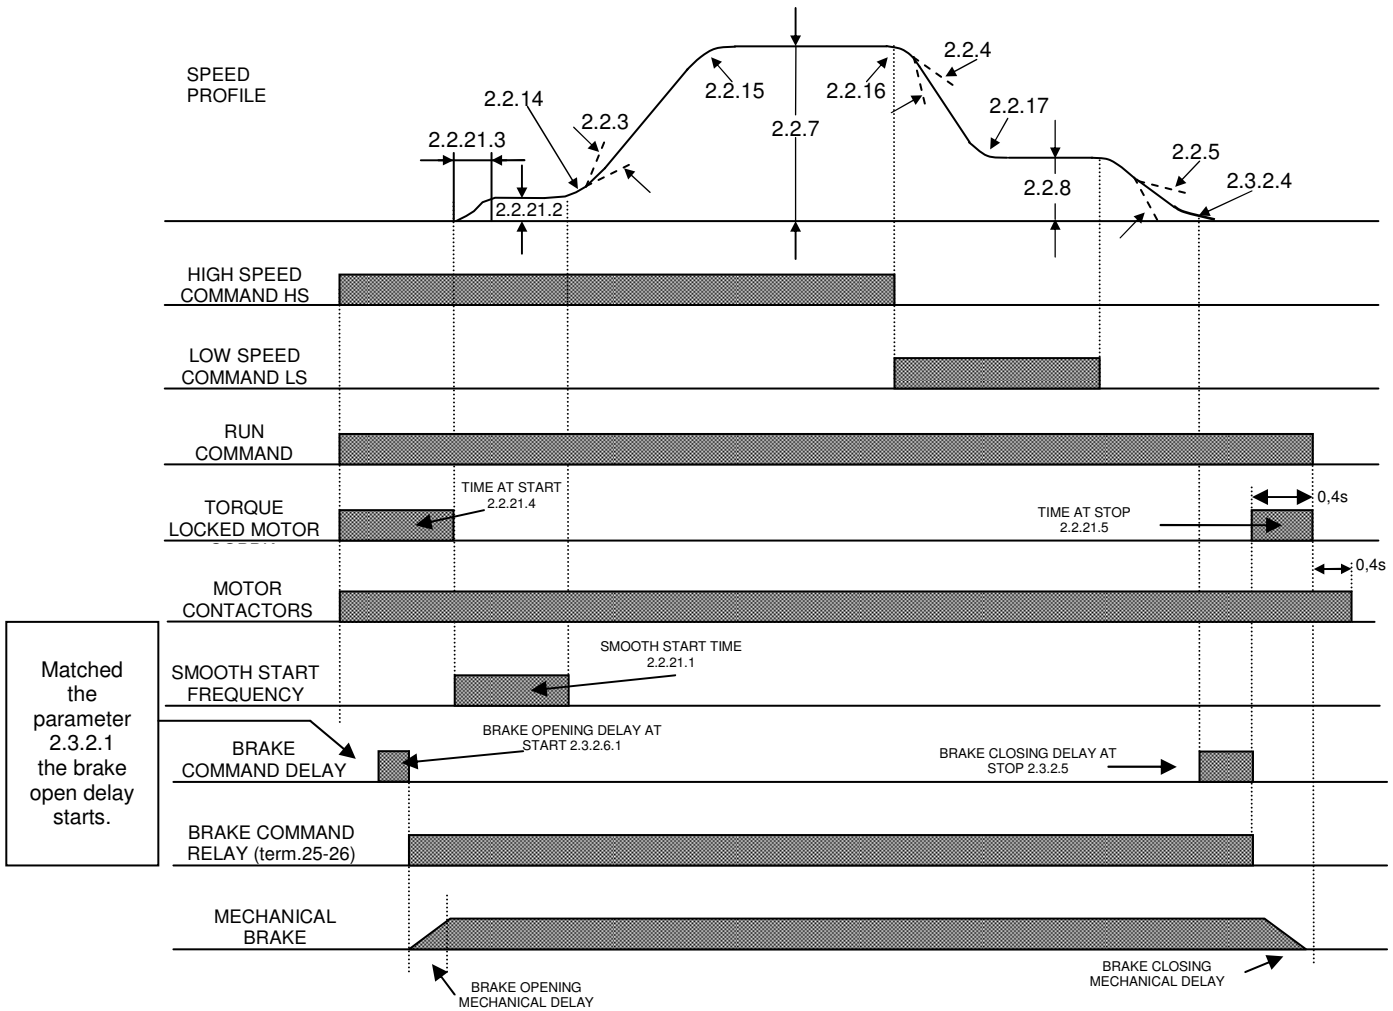 SPEED
PROFILE
2.2.21.3
2.2.14
2.2.3
2.2.21.2
2.2.15
2.2.7
2.2.16
2.2.4
2.2.17
2.2.8
2.2.5
2.3.2.4
HIGH SPEED
COMMAND HS
LOW SPEED
COMMAND LS
RUN
COMMAND
TORQUE
LOCKED MOTOR
TIME AT START
2.2.21.4
TIME AT STOP
2.2.21.5
0,4s
0,4s
MOTOR
CONTACTORS
SMOOTH START
FREQUENCY
SMOOTH START TIME
2.2.21.1
Matched
the
parameter
2.3.2.1
the brake
open delay
starts.
BRAKE
COMMAND DELAY
BRAKE OPENING DELAY AT
START 2.3.2.6.1
BRAKE CLOSING DELAY AT
STOP 2.3.2.5
BRAKE COMMAND
RELAY (term.25-26)
MECHANICAL
BRAKE
BRAKE OPENING
MECHANICAL DELAY
BRAKE CLOSING
MECHANICAL DELAY